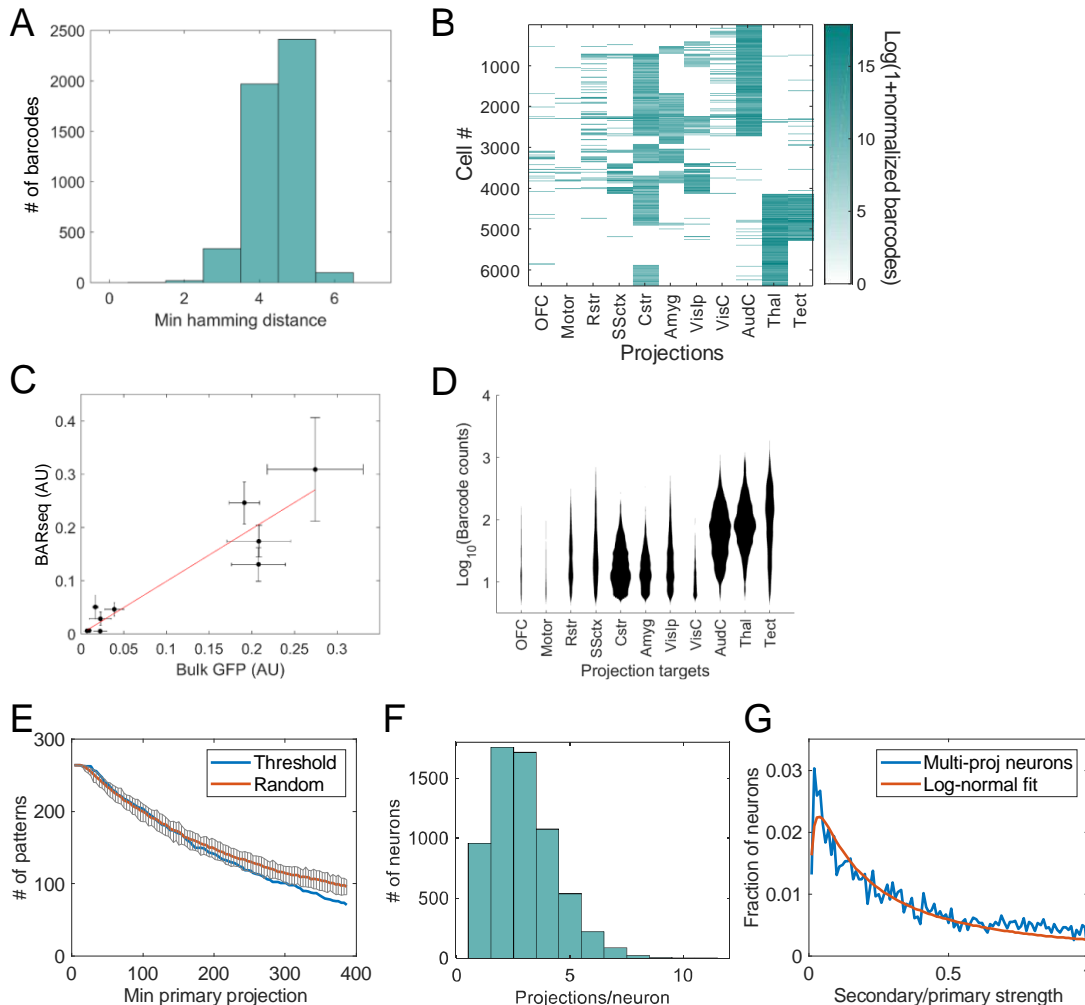 A
2500
2000
1500
1000
500
0
# of barcodes
0 2 4 6
Min hamming distance
B
1000
2000
3000
4000
5000
6000
Cell #
OFC
Motor
Rstr
SSctx
Cstr
Amyg
VisIp
VisC
AudC
Thal
Tect
Projections
15
10
5
0
Log(1+normalized barcodes)
C
0.4
0.3
0.2
0.1
0
BARseq (AU)
0 0.05 0.1 0.15 0.2 0.25 0.3
Bulk GFP (AU)
D
4
3
2
1
Log10(Barcode counts)
OFC
Motor
Rstr
SSctx
Cstr
Amyg
VisIp
VisC
AudC
Thal
Tect
Projection targets
E
300
200
100
0
# of patterns
Threshold
Random
0 100 200 300 400
Min primary projection
F
1500
1000
500
0
# of neurons
0 5 10
Projections/neuron
G
0.03
0.02
0.01
0
Fraction of neurons
Multi-proj neurons
Log-normal fit
0 0.5 1
Secondary/primary strength